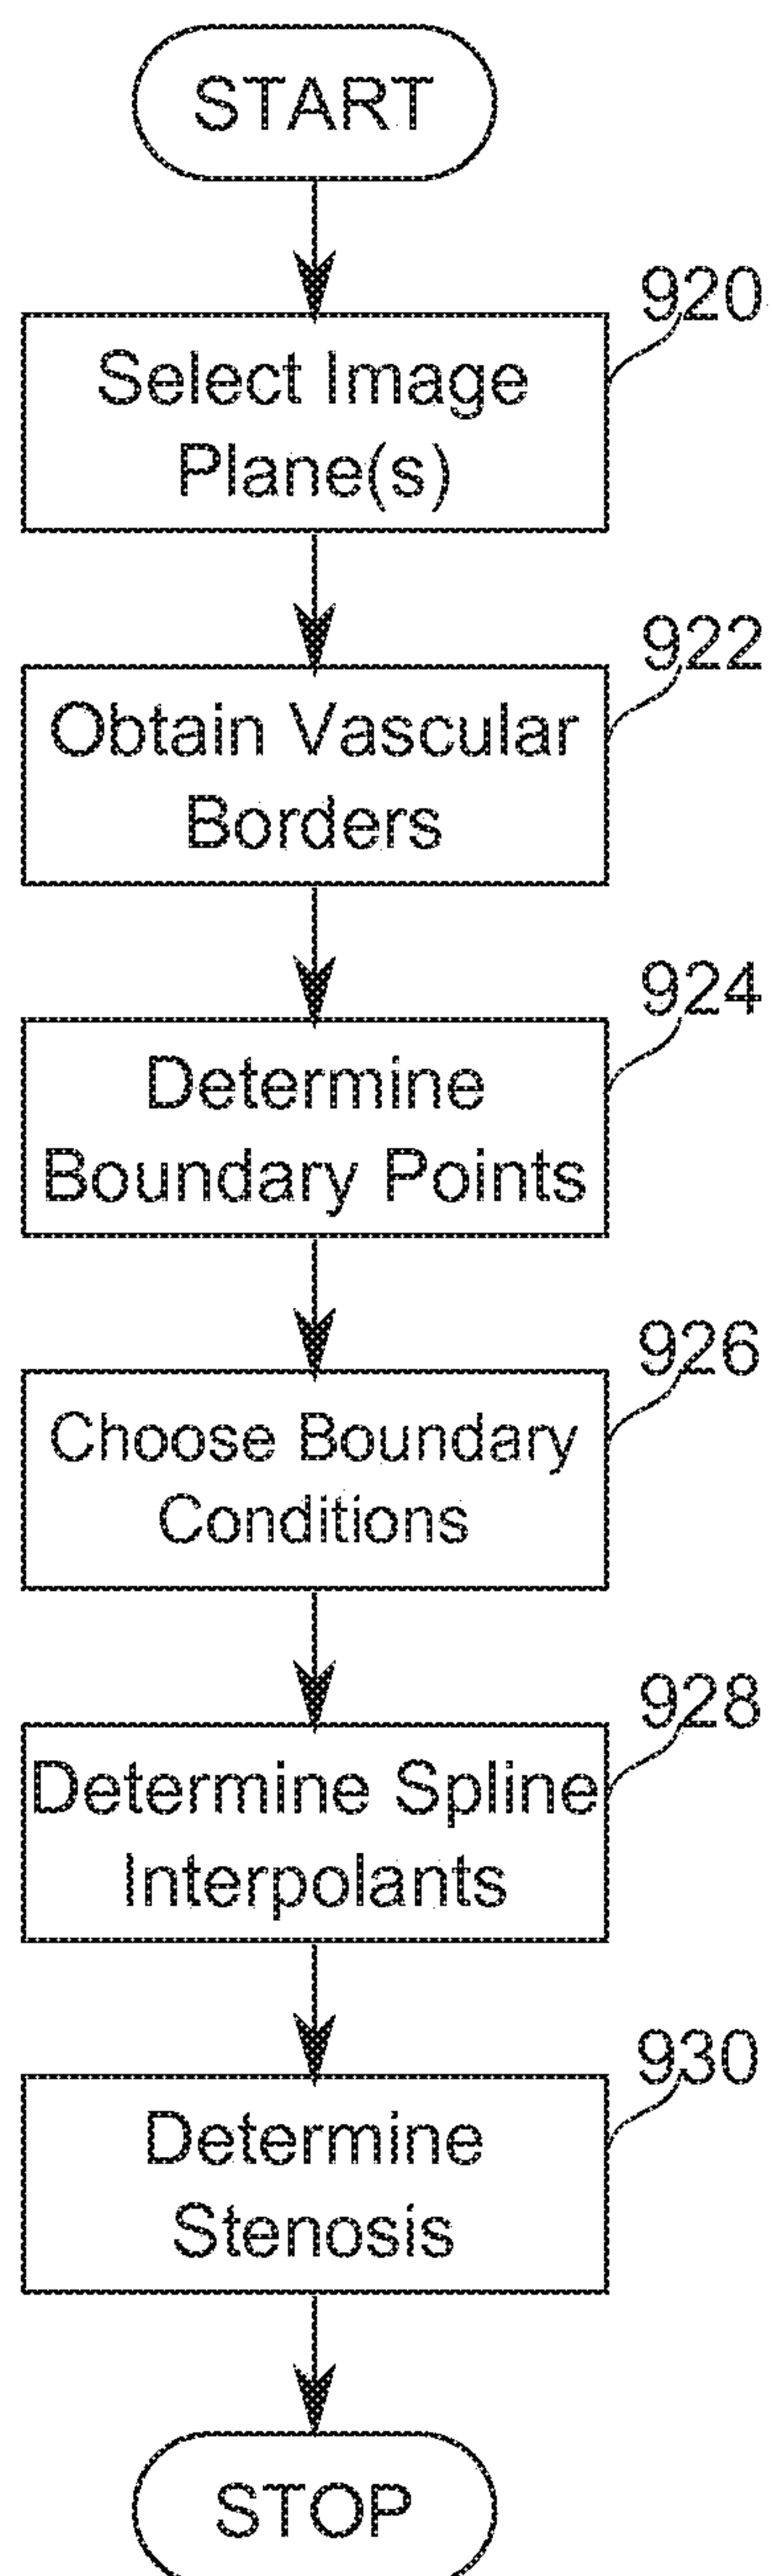 START
920
Select Image
Plane(s)
922
Obtain Vascular
Borders
924
Determine
Boundary Points
926
Choose Boundary
Conditions
928
Determine Spline
Interpolants
930
Determine
Stenosis
STOP